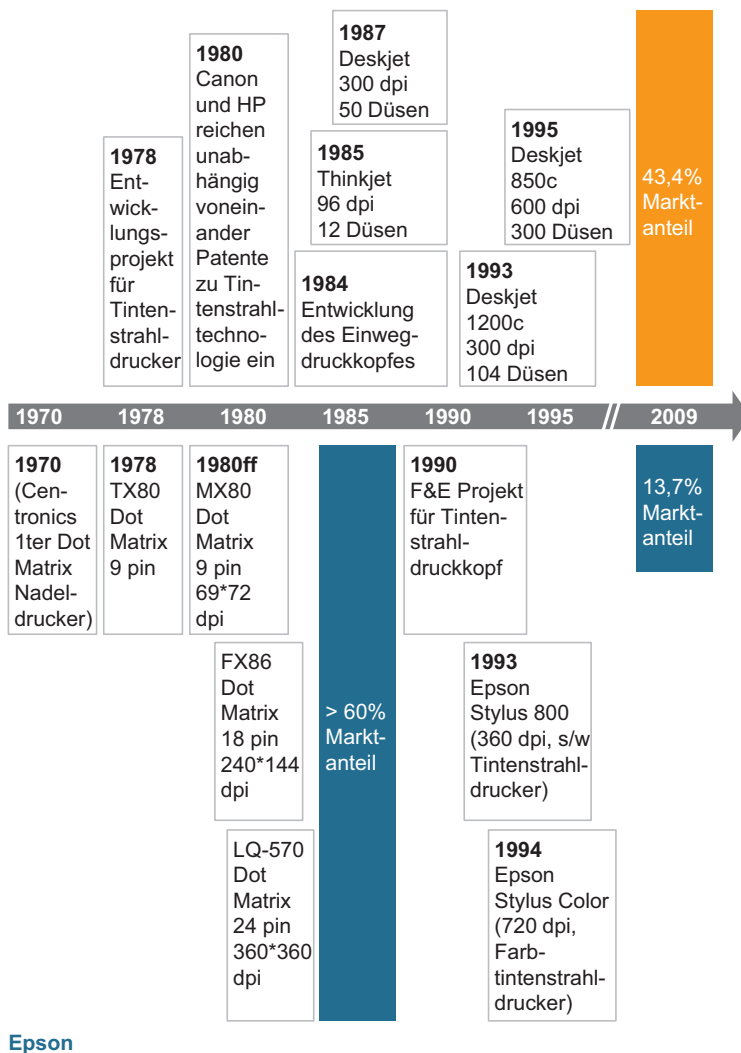 1978
Ent-
wick-
lungs-
projekt
für
Tinten-
strahl-
drucker
1980
Canon
und HP
reichen
unab-
hängig
vonein-
ander
Patente
zu Tin-
tenstrahl-
techno-
logie ein
1987
Deskjet
300 dpi
50 Düsen
1985
Thinkjet
96 dpi
12 Düsen
1984
Entwicklung
des Einweg-
druckkopfes
1995
Deskjet
850c
600 dpi
300 Düsen
1993
Deskjet
1200c
300 dpi
104 Düsen
43,4%
Markt-
anteil
1970 1978 1980 1985 1990 1995 // 2009
1970
(Cen-
tronics
1ter Dot
Matrix
Nadel-
drucker)
1978
TX80
Dot
Matrix
9 pin
1980ff
MX80
Dot
Matrix
9 pin
69*72
dpi
FX86
Dot
Matrix
18 pin
240*144
dpi
LQ-570
Dot
Matrix
24 pin
360*360
dpi
> 60%
Markt-
anteil
1990
F&E Projekt
für Tinten-
strahl-
druckkopf
1993
Epson
Stylus 800
(360 dpi, s/w
Tintenstrahl-
drucker)
1994
Epson
Stylus Color
(720 dpi,
Farb-
tintenstrahl-
drucker)
13,7%
Markt-
anteil
Epson